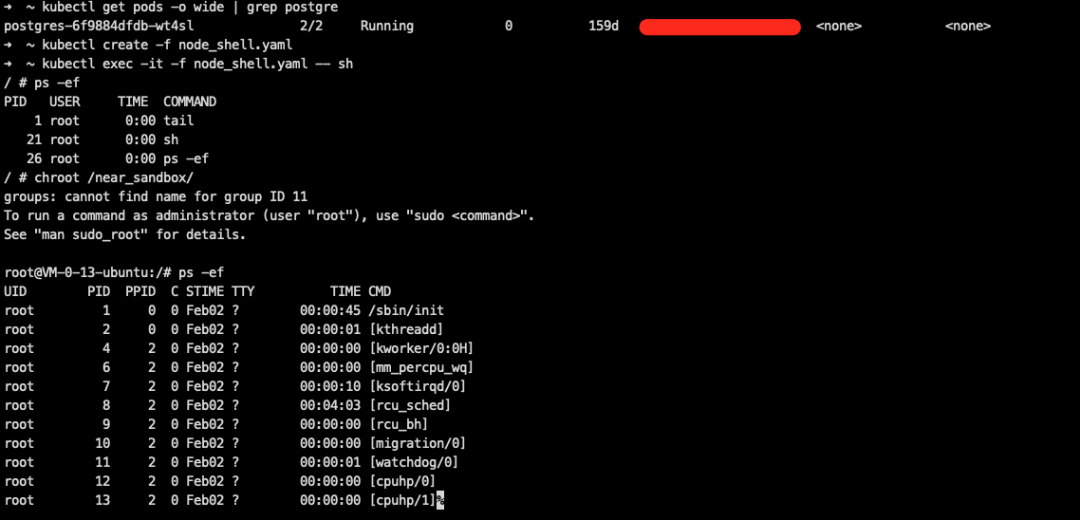 →  ~ kubectl get pods -o wide | grep postgre
postgres-6f9884dfdb-wt4sl             2/2     Running            0          159d                            <none>           <none>
→  ~ kubectl create -f node_shell.yaml
→  ~ kubectl exec -it -f node_shell.yaml -- sh
/ # ps -ef
PID   USER     TIME  COMMAND
    1 root      0:00 tail
   21 root      0:00 sh
   26 root      0:00 ps -ef
/ # chroot /near_sandbox/
groups: cannot find name for group ID 11
To run a command as administrator (user "root"), use "sudo <command>".
See "man sudo_root" for details.
root@VM-0-13-ubuntu:/# ps -ef
UID        PID  PPID  C STIME TTY          TIME CMD
root         1     0  0 Feb02 ?        00:00:45 /sbin/init
root         2     0  0 Feb02 ?        00:00:01 [kthreadd]
root         4     2  0 Feb02 ?        00:00:00 [kworker/0:0H]
root         6     2  0 Feb02 ?        00:00:00 [mm_percpu_wq]
root         7     2  0 Feb02 ?        00:00:10 [ksoftirqd/0]
root         8     2  0 Feb02 ?        00:04:03 [rcu_sched]
root         9     2  0 Feb02 ?        00:00:00 [rcu_bh]
root        10     2  0 Feb02 ?        00:00:00 [migration/0]
root        11     2  0 Feb02 ?        00:00:01 [watchdog/0]
root        12     2  0 Feb02 ?        00:00:00 [cpuhp/0]
root        13     2  0 Feb02 ?        00:00:00 [cpuhp/1]%